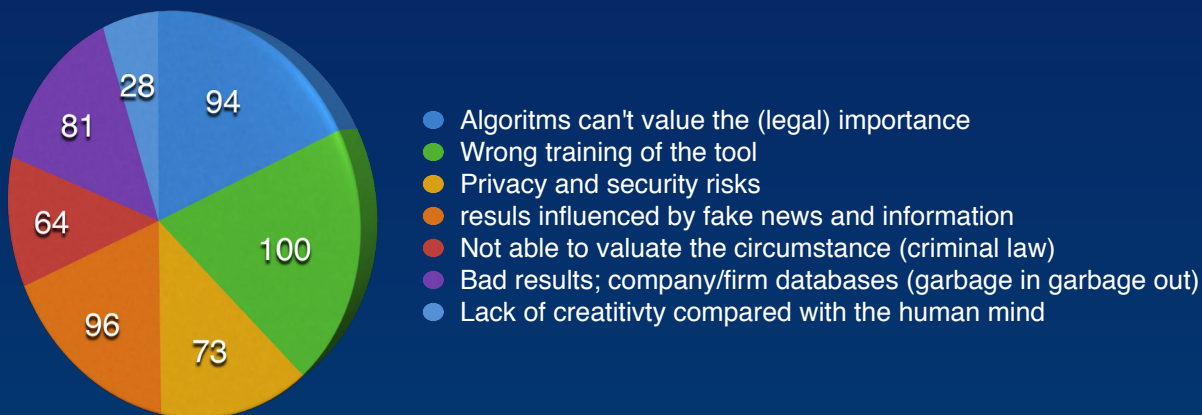 28
94
81
64
100
96
73
Algoritms can't value the (legal) importance
Wrong training of the tool
Privacy and security risks
resuls influenced by fake news and information
Not able to valuate the circumstance (criminal law)
Bad results; company/firm databases (garbage in garbage out)
Lack of creatitivty compared with the human mind